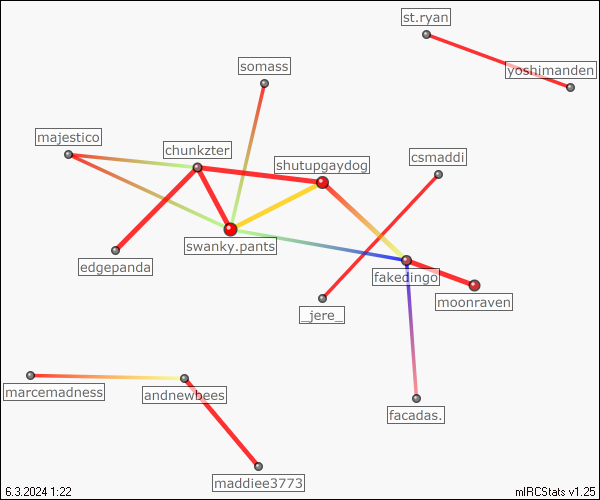 st.ryan
somass
yoshimanden
majestico
chunkzter
shutupgaydog
csmaddi
swanky.pants
edgepanda
fakedingo
moonraven
_jere_
marcemadness
andnewbees
facadas.
maddiee3773
6.3.2024 1:22
mIRCStats v1.25